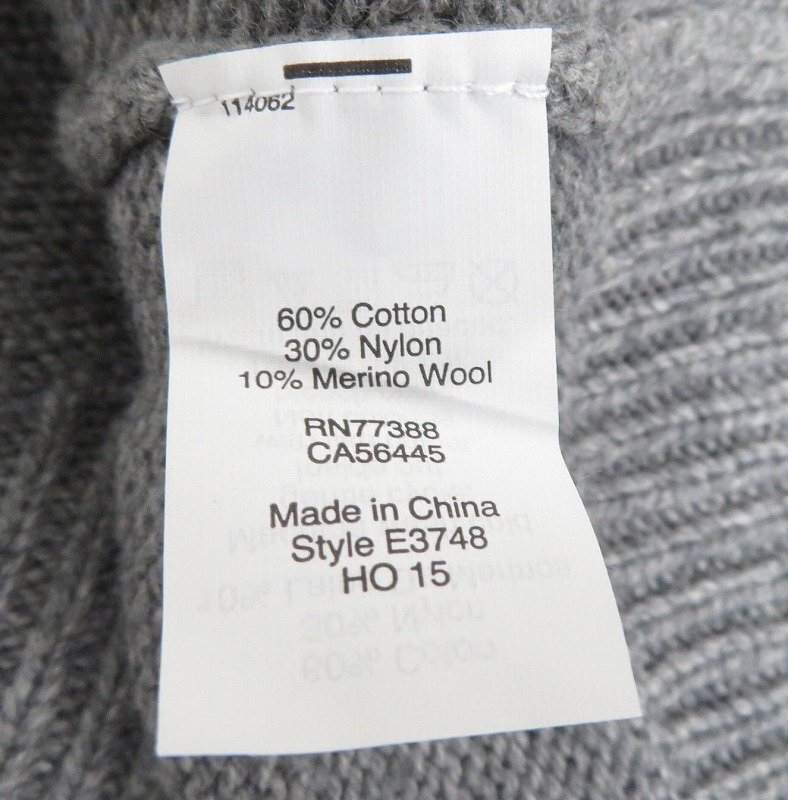 114062
60% Cotton
30% Nylon
10% Merino Wool
RN77388
CA56445
Made in China
Style E3748
HO 15